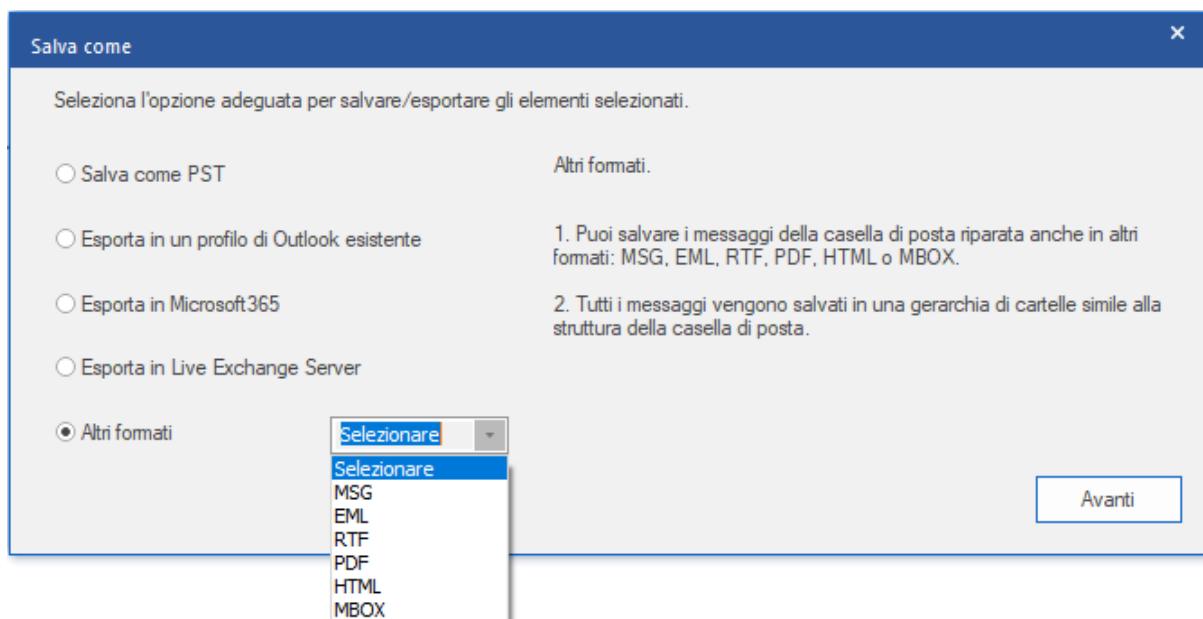 Salva come
Seleziona l'opzione adeguata per salvare/esportare gli elementi selezionati.
Salva come PST
Esporta in un profilo di Outlook esistente
Esporta in Microsoft365
Esporta in Live Exchange Server
Altri formati
Selezionare
Selezionare
MSG
EML
RTF
PDF
HTML
MBOX
Altri formati.
1. Puoi salvare i messaggi della casella di posta riparata anche in altri
formati: MSG, EML, RTF, PDF, HTML o MBOX.
2. Tutti i messaggi vengono salvati in una gerarchia di cartelle simile alla
struttura della casella di posta.
Avanti